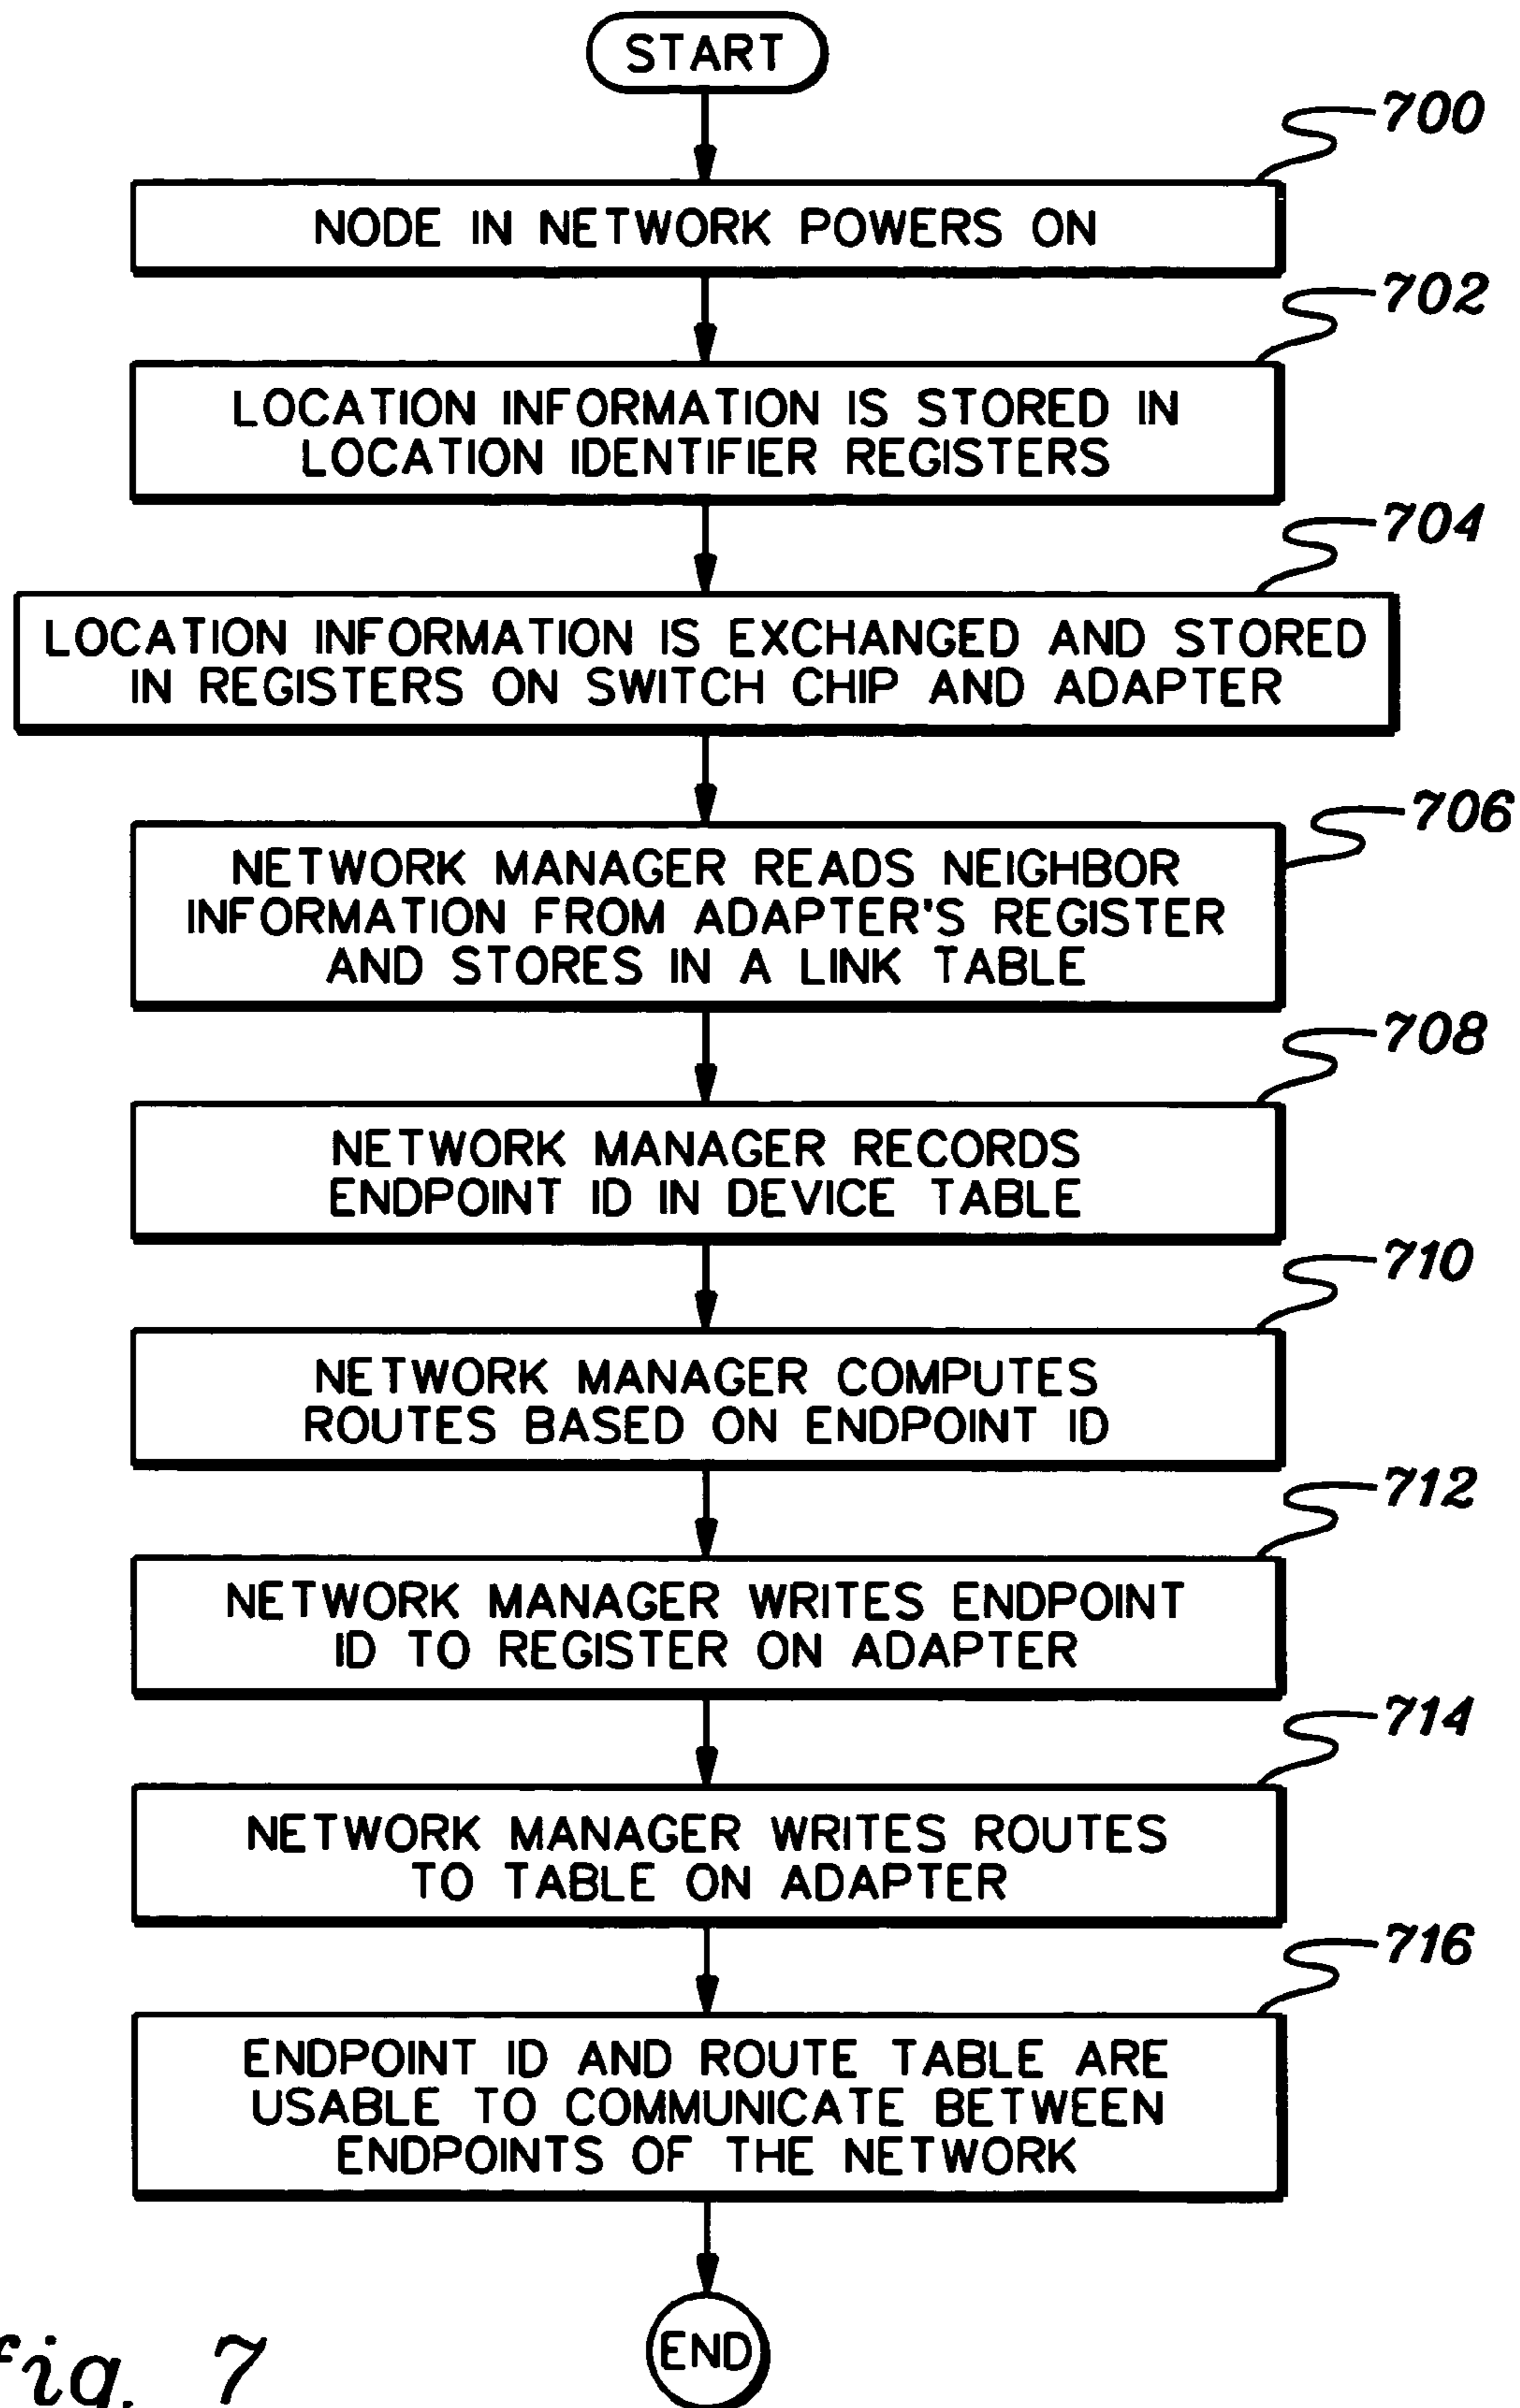 START
700
NODE IN NETWORK POWERS ON
702
LOCATION INFORMATION IS STORED IN
LOCATION IDENTIFIER REGISTERS
704
LOCATION INFORMATION IS EXCHANGED AND STORED
IN REGISTERS ON SWITCH CHIP AND ADAPTER
706
NETWORK MANAGER READS NEIGHBOR
INFORMATION FROM ADAPTER'S REGISTER
AND STORES IN A LINK TABLE
708
NETWORK MANAGER RECORDS
ENDPOINT ID IN DEVICE TABLE
710
NETWORK MANAGER COMPUTES
ROUTES BASED ON ENDPOINT ID
712
NETWORK MANAGER WRITES ENDPOINT
ID TO REGISTER ON ADAPTER
714
NETWORK MANAGER WRITES ROUTES
TO TABLE ON ADAPTER
716
ENDPOINT ID AND ROUTE TABLE ARE
USABLE TO COMMUNICATE BETWEEN
ENDPOINTS OF THE NETWORK
END
fig. 7